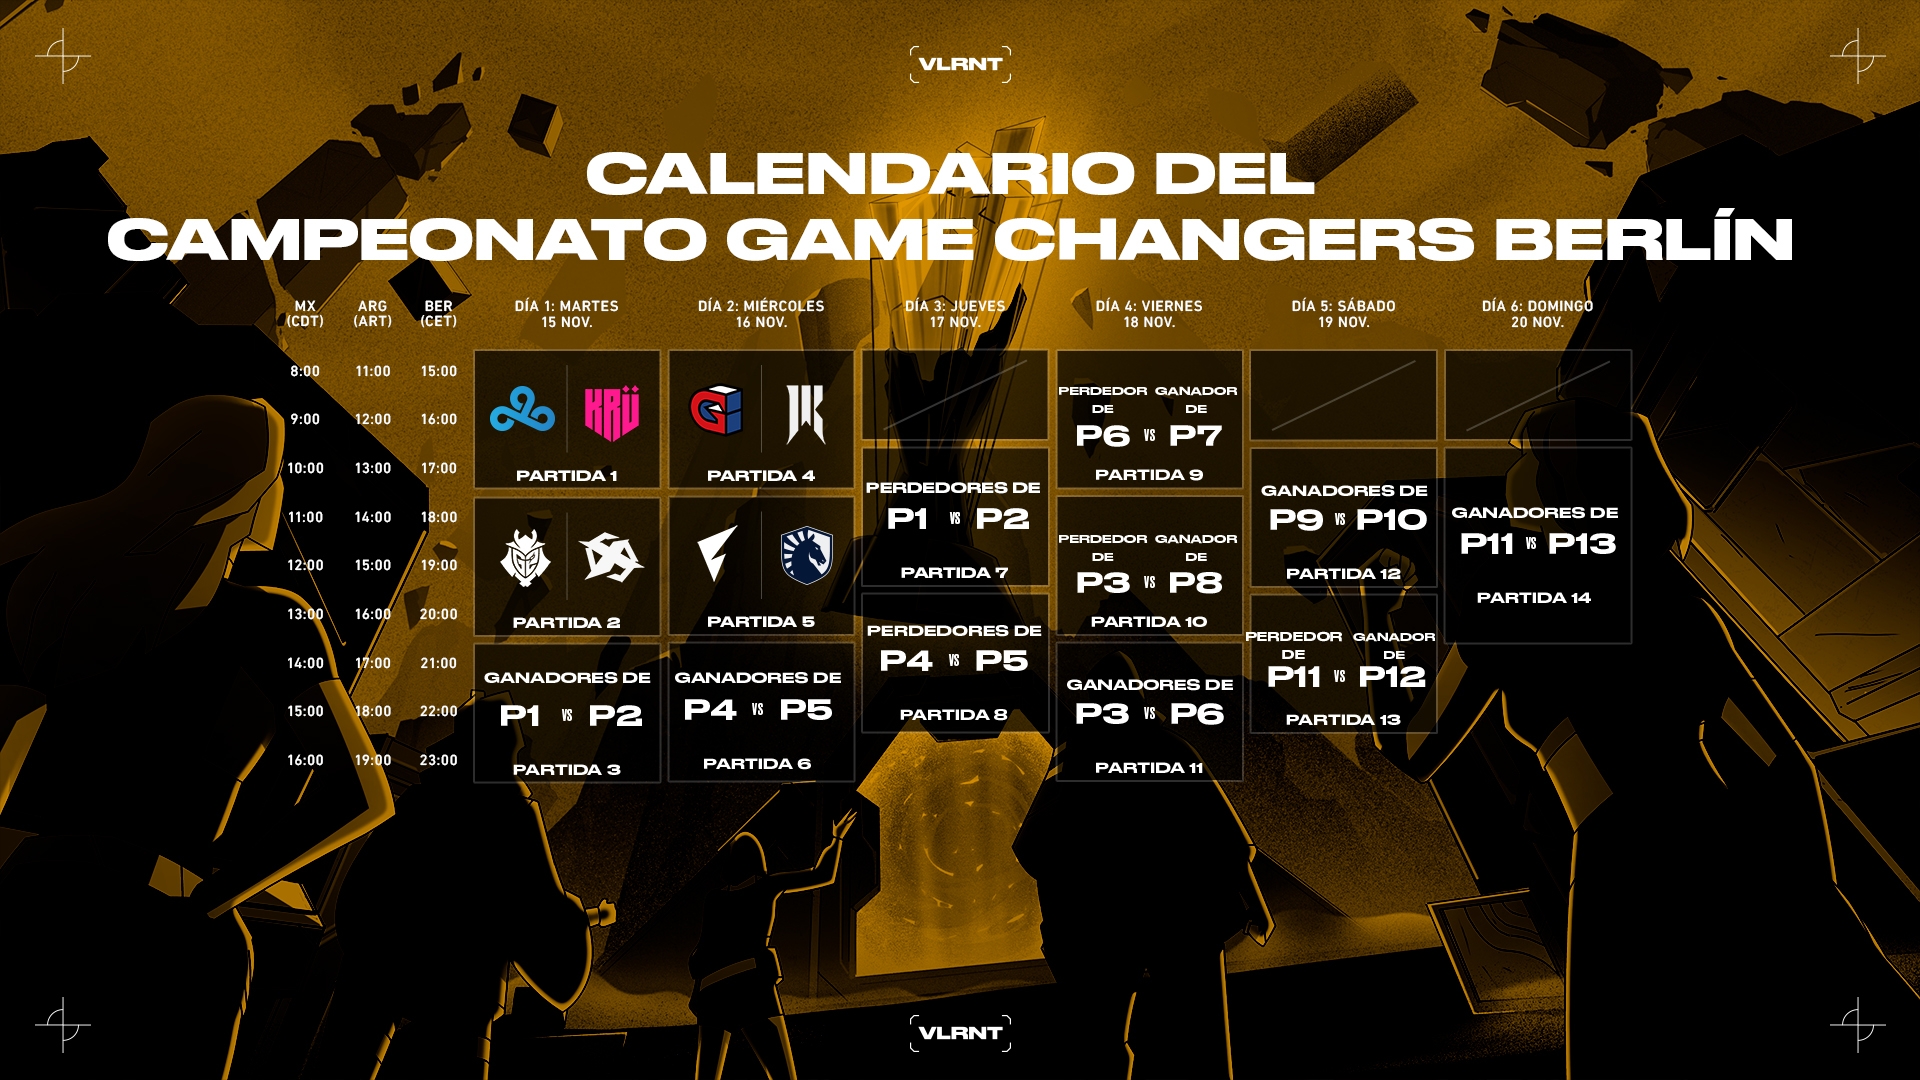 VLRNT
CALENDARIO DEL
CAMPEONATO GAME CHANGERS BERLÍN
MX
(CDT)
ARG
(ART)
BER
(CET)
DÍA 1: MARTES
15 NOV.
DÍA 2: MIÉRCOLES
16 NOV.
DÍA 3: JUEVES
17 NOV.
DÍA 4: VIERNES
18 NOV.
DÍA 5: SÁBADO
19 NOV.
DÍA 6: DOMINGO
20 NOV.
8:00 11:00 15:00
9:00 12:00 16:00
10:00 13:00 17:00
11:00 14:00 18:00
12:00 15:00 19:00
13:00 16:00 20:00
14:00 17:00 21:00
15:00 18:00 22:00
16:00 19:00 23:00
KRÜ
PARTIDA 1
PARTIDA 2
GANADORES DE
P1 VS P2
PARTIDA 3
G
PARTIDA 4
PARTIDA 5
GANADORES DE
P4 VS P5
PARTIDA 6
PERDEDORES DE
P1 VS P2
PARTIDA 7
PERDEDORES DE
P4 VS P5
PARTIDA 8
PERDEDOR GANADOR
DE DE
P6 VS P7
PARTIDA 9
PERDEDOR GANADOR
DE DE
P3 VS P8
PARTIDA 10
GANADORES DE
P3 VS P6
PARTIDA 11
GANADORES DE
P9 VS P10
PARTIDA 12
PERDEDOR GANADOR
DE DE
P11 VS P12
PARTIDA 13
GANADORES DE
P11 VS P13
PARTIDA 14
VLRNT